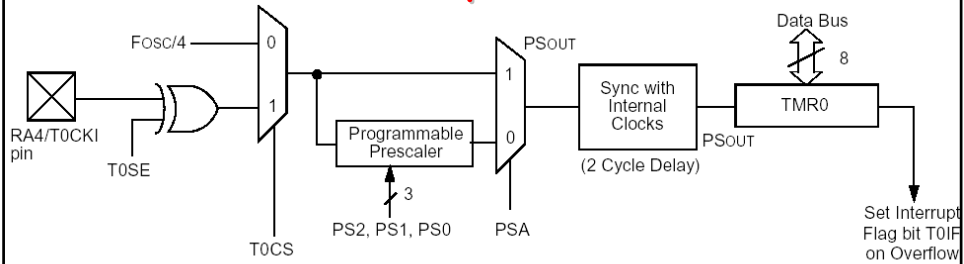 Data Bus
FOSC/4
0
PSOUT
8
1
Sync with
Internal
Clocks
TMR0
1
RA4/T0CKI
pin
Programmable
Prescaler
0
PSOUT
T0SE
(2 Cycle Delay)
3
PS2, PS1, PS0
PSA
T0CS
Set Interrupt
Flag bit T0IF
on Overflow